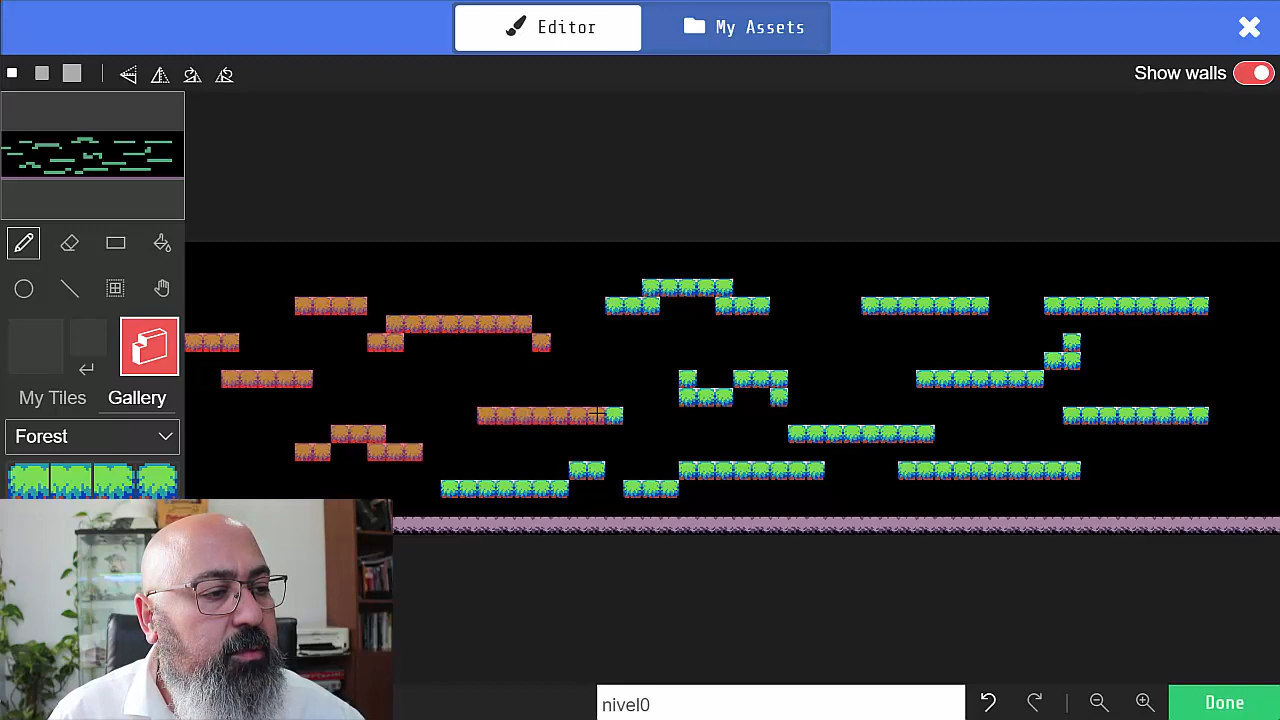 Editor
My Assets
Show walls
My Tiles
Gallery
Forest
nivel0
Done